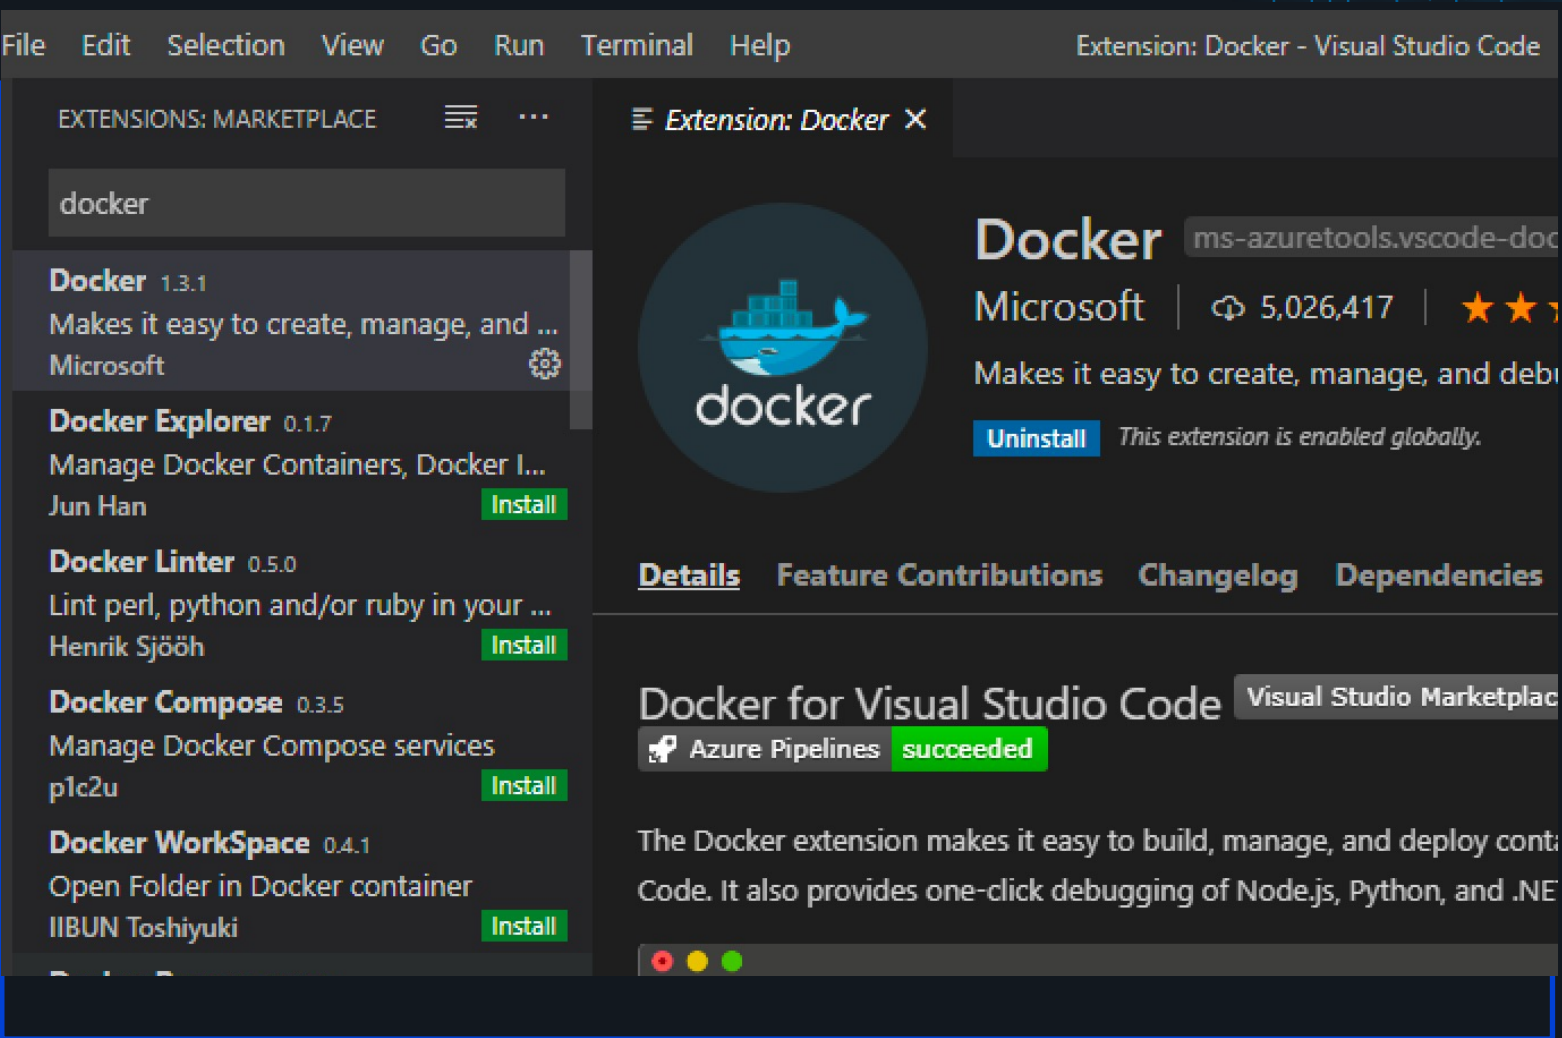 File Edit Selection View Go Run Terminal Help Extension: Docker - Visual Studio Code
EXTENSIONS: MARKETPLACE
docker
Docker 1.3.1
Makes it easy to create, manage, and ...
Microsoft
Docker Explorer 0.1.7
Manage Docker Containers, Docker I...
Jun Han Install
Docker Linter 0.5.0
Lint perl, python and/or ruby in your ...
Henrik Sjööh Install
Docker Compose 0.3.5
Manage Docker Compose services
p1c2u Install
Docker WorkSpace 0.4.1
Open Folder in Docker container
IIBUN Toshiyuki Install
Extension: Docker
docker
Docker ms-azuretools.vscode-doc
Microsoft 5,026,417
Makes it easy to create, manage, and deb
Uninstall This extension is enabled globally.
Details Feature Contributions Changelog Dependencies
Docker for Visual Studio Code Visual Studio Marketplac
Azure Pipelines succeeded
The Docker extension makes it easy to build, manage, and deploy conta
Code. It also provides one-click debugging of Node.js, Python, and .NE